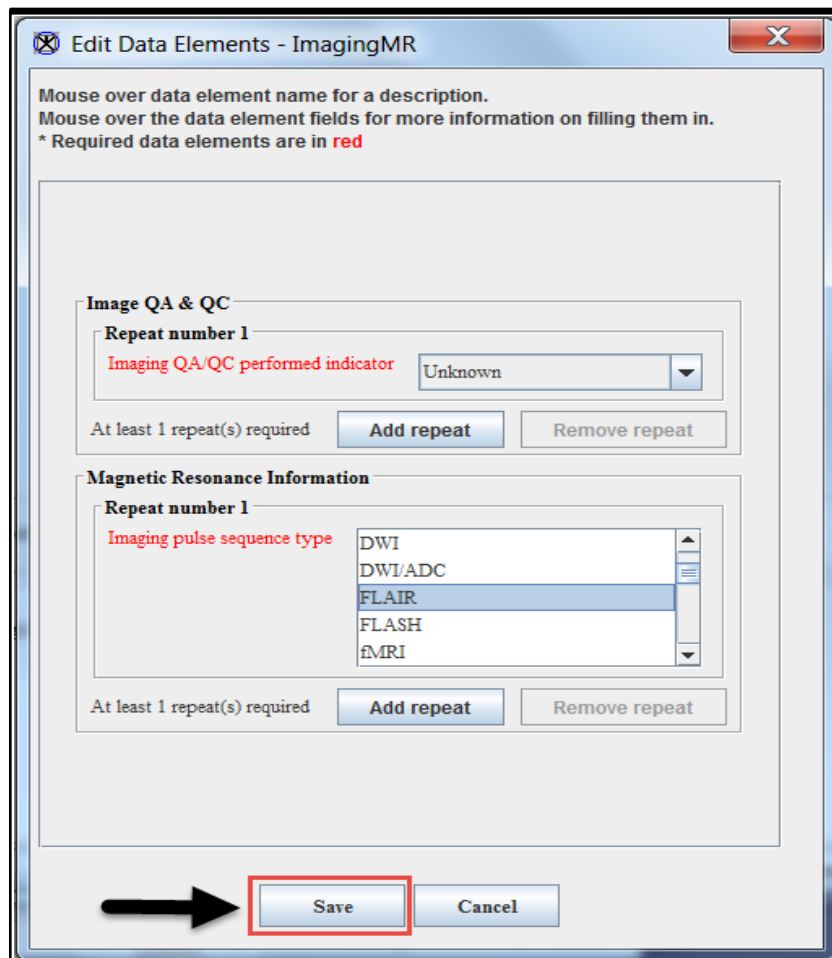 Edit Data Elements - ImagingMR
X
Mouse over data element name for a description.
Mouse over the data element fields for more information on filling them in.
* Required data elements are in red
Image QA & QC
Repeat number 1
Imaging QA/QC performed indicator
Unknown
At least 1 repeat(s) required
Add repeat
Remove repeat
Magnetic Resonance Information
Repeat number 1
Imaging pulse sequence type
DWI
DWI/ADC
FLAIR
FLASH
fMRI
At least 1 repeat(s) required
Add repeat
Remove repeat
Save
Cancel